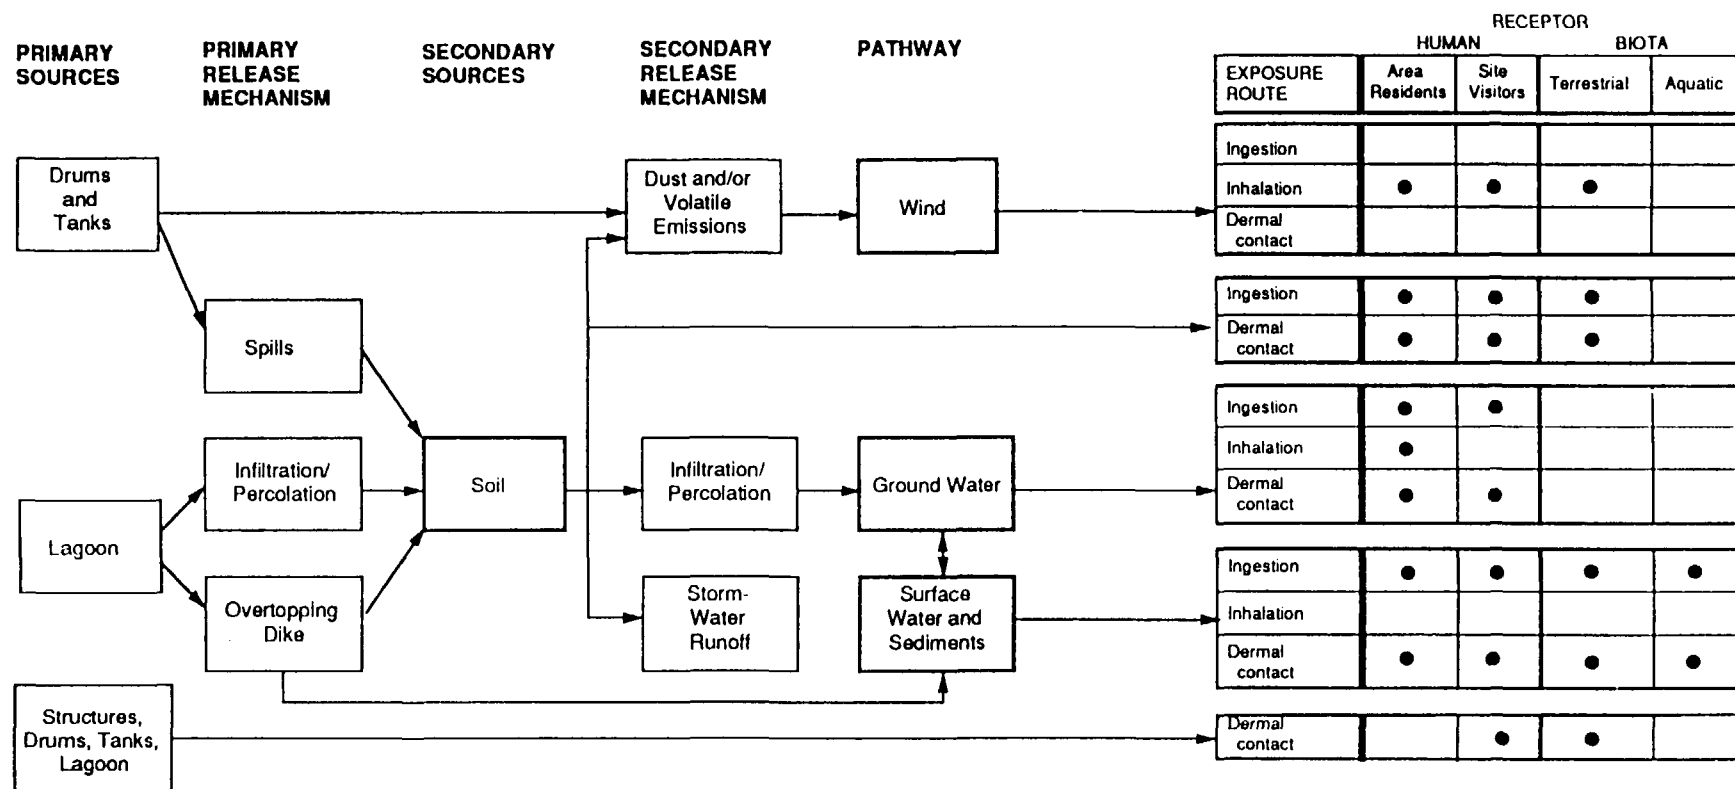 RECEPTOR
HUMAN BIOTA
PRIMARY
SOURCES
PRIMARY
RELEASE
MECHANISM
SECONDARY
SOURCES
SECONDARY
RELEASE
MECHANISM
PATHWAY
EXPOSURE
ROUTE
Area
Residents
Site
Visitors
Terrestrial
Aquatic
Drums
and
Tanks
Dust and/or
Volatile
Emissions
Wind
Ingestion
Inhalation
Dermal
contact
Spills
Ingestion
Dermal
contact
Lagoon
Infiltration/
Percolation
Soil
Infiltration/
Percolation
Ground Water
Ingestion
Inhalation
Dermal
contact
Overtopping
Dike
Storm-
Water
Runoff
Surface
Water and
Sediments
Ingestion
Inhalation
Dermal
contact
Structures,
Drums, Tanks,
Lagoon
Dermal
contact